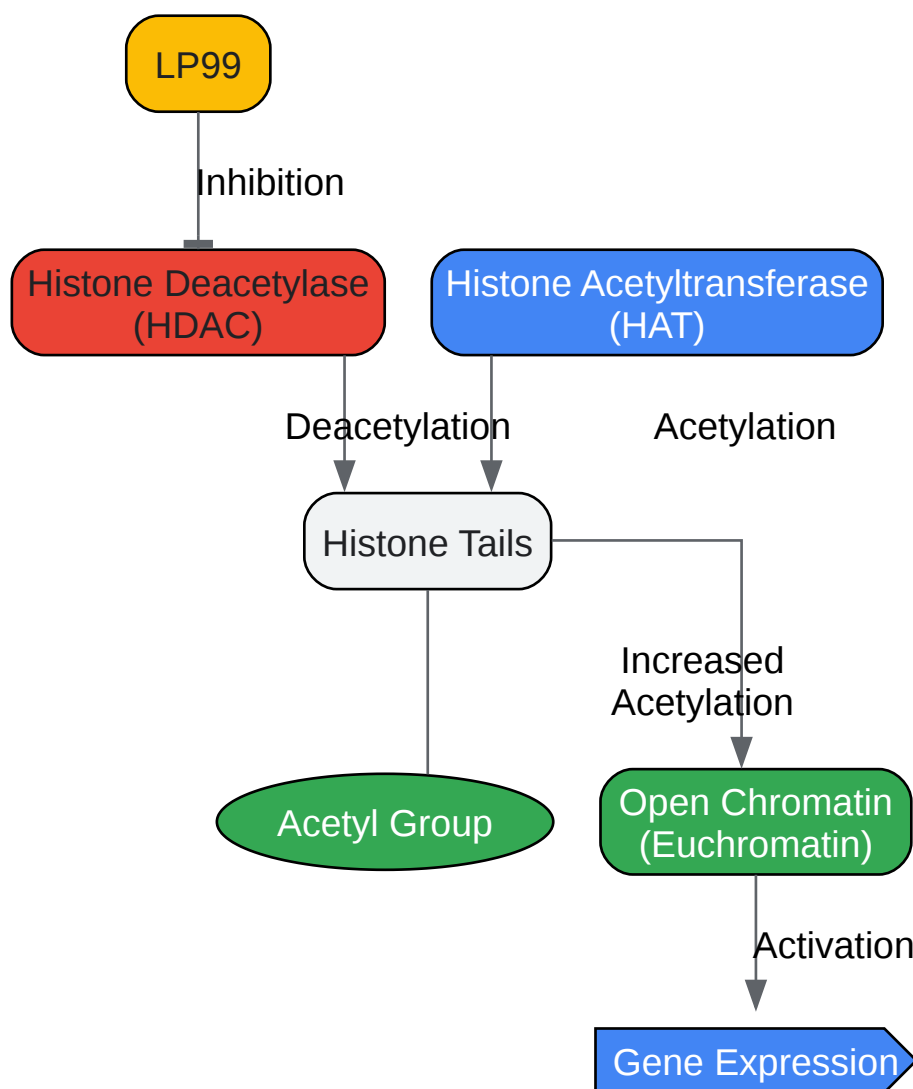 LP99
Inhibition
Histone Deacetylase
(HDAC)
Histone Acetyltransferase
(HAT)
Deacetylation
Acetylation
Histone Tails
Increased
Acetylation
Acetyl Group
Open Chromatin
(Euchromatin)
Activation
Gene Expression